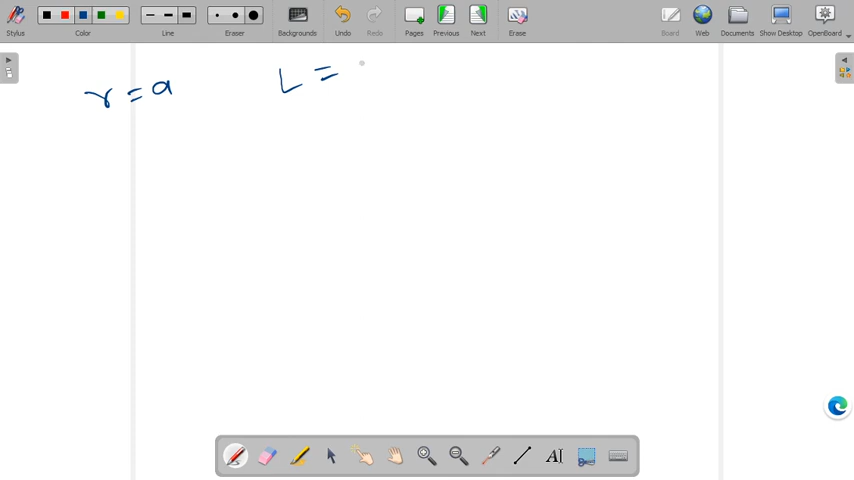 Stylus
Color
Line
Eraser
Backgrounds
Undo
Redo
Pages
Previous
Next
Erase
Board
Web
Documents
Show Desktop
OpenBoard
r = a
L =